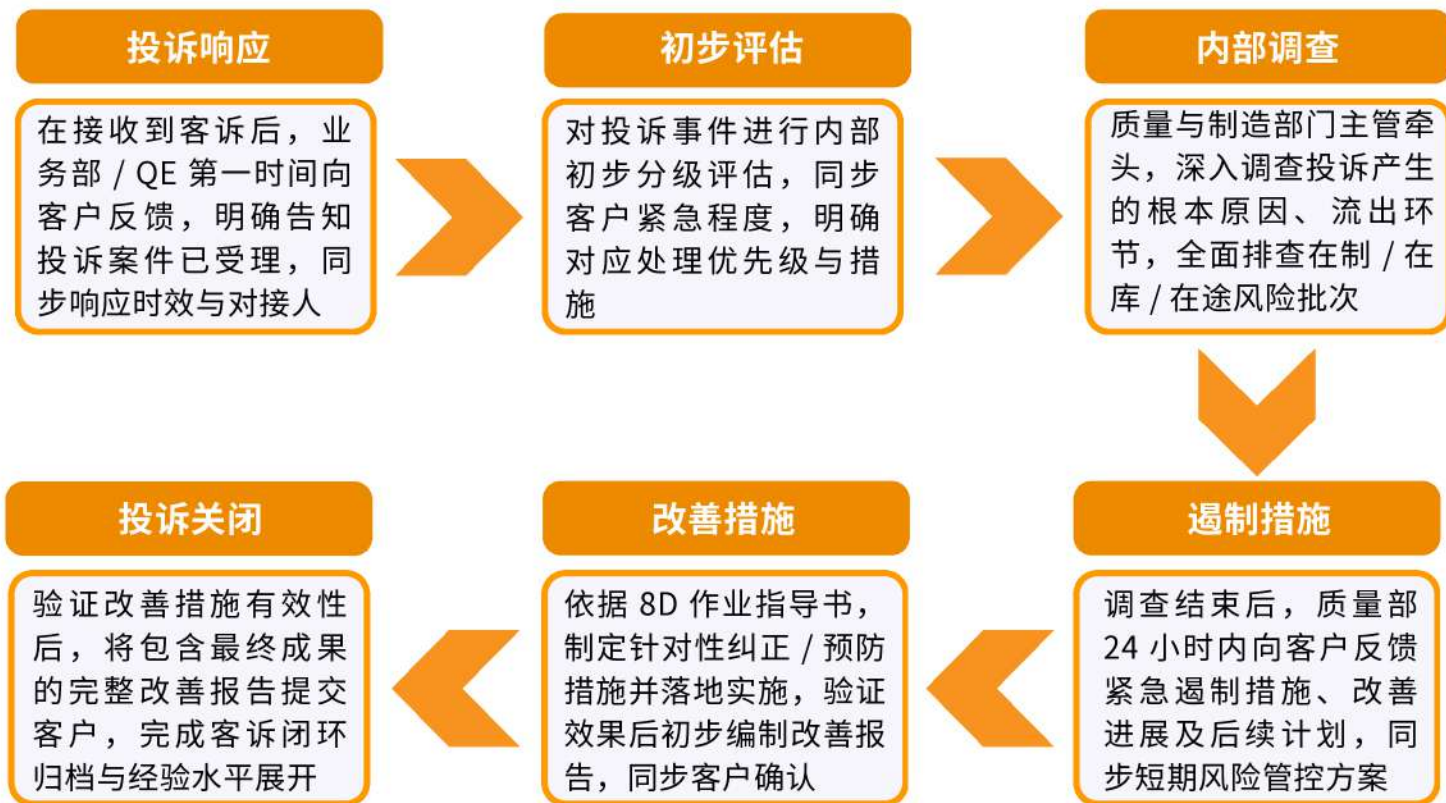 投诉响应
在接收到客诉后，业
务部 / QE 第一时间向
客户反馈，明确告知
投诉案件已受理，同
步响应时效与对接人
初步评估
对投诉事件进行内部
初步分级评估，同步
客户紧急程度，明确
对应处理优先级与措
施
内部调查
质量与制造部门主管牵
头，深入调查投诉产生
的根本原因、流出环
节，全面排查在制 / 在
库 / 在途风险批次
遏制措施
调查结束后，质量部
24 小时内向客户反馈
紧急遏制措施、改善
进展及后续计划，同
步短期风险管控方案
改善措施
依据 8D 作业指导书，
制定针对性纠正 / 预防
措施并落地实施，验证
效果后初步编制改善报
告，同步客户确认
投诉关闭
验证改善措施有效性
后，将包含最终成果
的完整改善报告提交
客户，完成客诉闭环
归档与经验水平展开